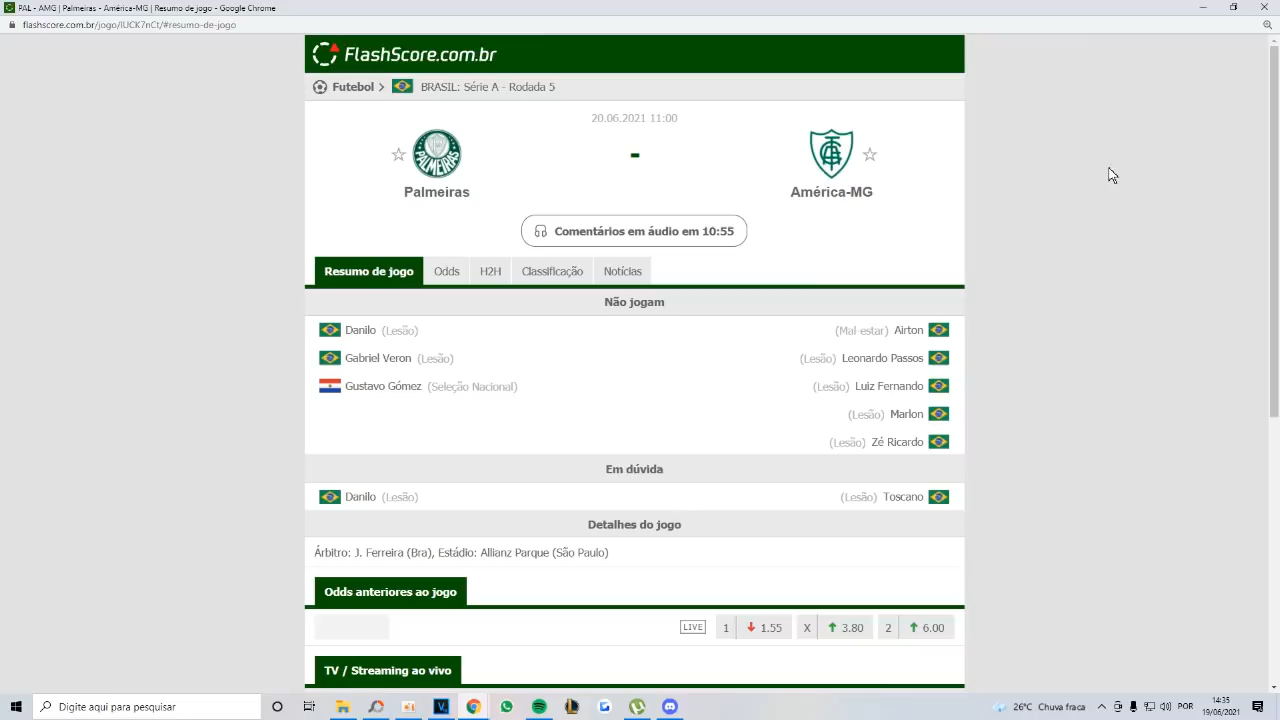 PAL - AMG | Palmeiras - América-MG | Resumo de jogo - Google Chrome
flashscore.com.br/jogo/IUCK7nCt/#resumo-de-jogo
FlashScore.com.br
Futebol > BRASIL: Série A - Rodada 5
20.06.2021 11:00
PALMEIRAS
-
Palmeiras
América-MG
Comentários em áudio em 10:55
Resumo de jogo Odds H2H Classificação Notícias
Não jogam
Danilo (Lesão) (Mal-estar) Airton
Gabriel Veron (Lesão) (Lesão) Leonardo Passos
Gustavo Gómez (Seleção Nacional) (Lesão) Luiz Fernando
(Lesão) Marlon
(Lesão) Zé Ricardo
Em dúvida
Danilo (Lesão) (Lesão) Toscano
Detalhes do jogo
Árbitro: J. Ferreira (Bra), Estádio: Allianz Parque (São Paulo)
Odds anteriores ao jogo
LIVE 1 1.55 X 3.80 2 6.00
TV / Streaming ao vivo
Digite aqui para pesquisar
26°C Chuva fraca
POR
14:35
19/06/2021